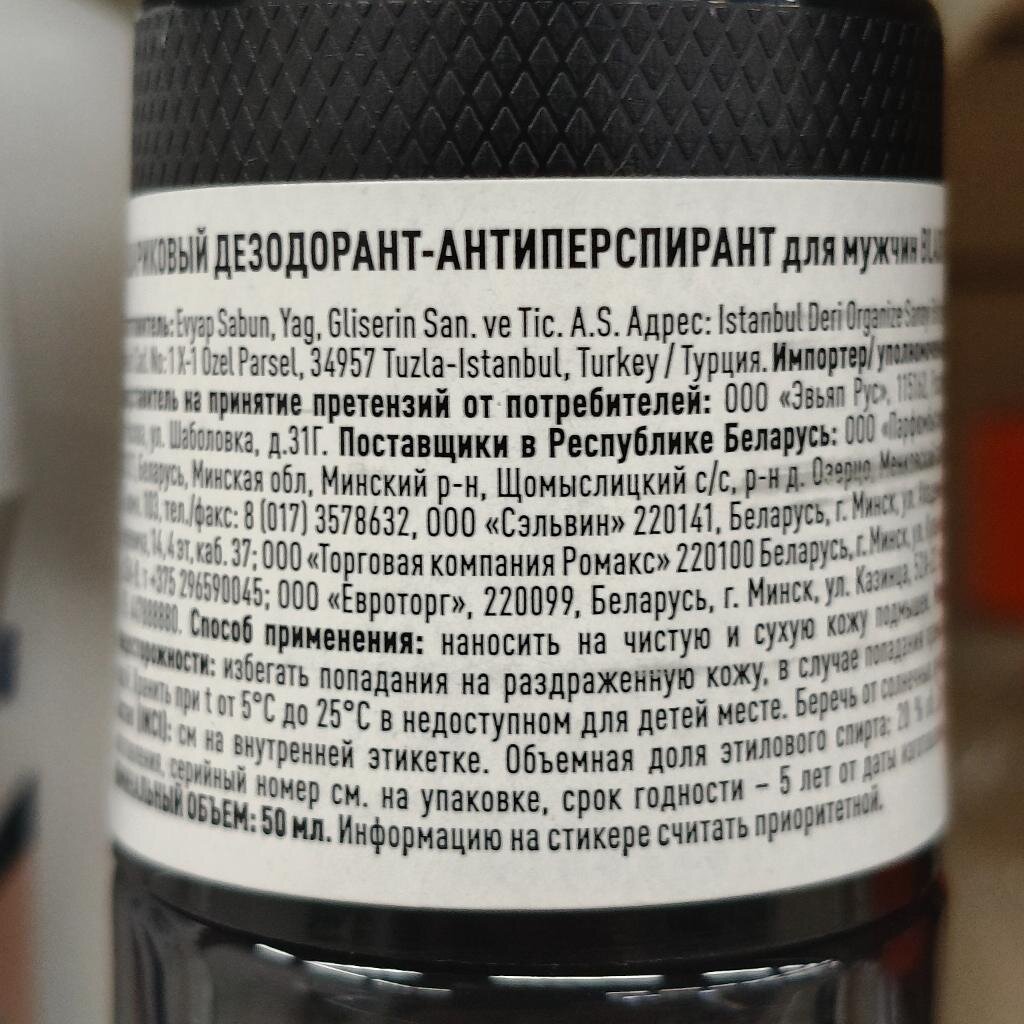 ДЕЗОДОРАНТ-АНТИПЕРСПИРАНТ для мужчин
Evyap Sabun, Yag, Gliserin San. ve Tic. A.S. Адрес: Istanbul Deri Organize
No:1 X-1 Ozel Parsel, 34957 Tuzla-Istanbul, Turkey / Турция. Импортер/
на принятие претензий от потребителей: ООО «Эвьяп Рус», 115162,
ул. Шаболовка, д.31Г. Поставщики в Республике Беларусь: ООО
Беларусь, Минская обл, Минский р-н, Щомыслицкий с/с, р-н д. Озерцо,
103, тел./факс: 8 (017) 3578632, ООО «Сэльвин» 220141, Беларусь, г. Минск, ул.
14, 4 эт, каб. 37; ООО «Торговая компания Ромакс» 220100 Беларусь, г. Минск,
+375 296590045; ООО «Евроторг», 220099, Беларусь, г. Минск, ул. Казинца,
Способ применения: наносить на чистую и сухую кожу подмышек.
избегать попадания на раздраженную кожу, в случае попадания
Хранить при t от 5°C до 25°C в недоступном для детей месте. Беречь от солнечных
см на внутренней этикетке. Объемная доля этилового спирта: 20 %
серийный номер см. на упаковке, срок годности – 5 лет от даты
ОБЪЕМ: 50 мл. Информацию на стикере считать приоритетной.